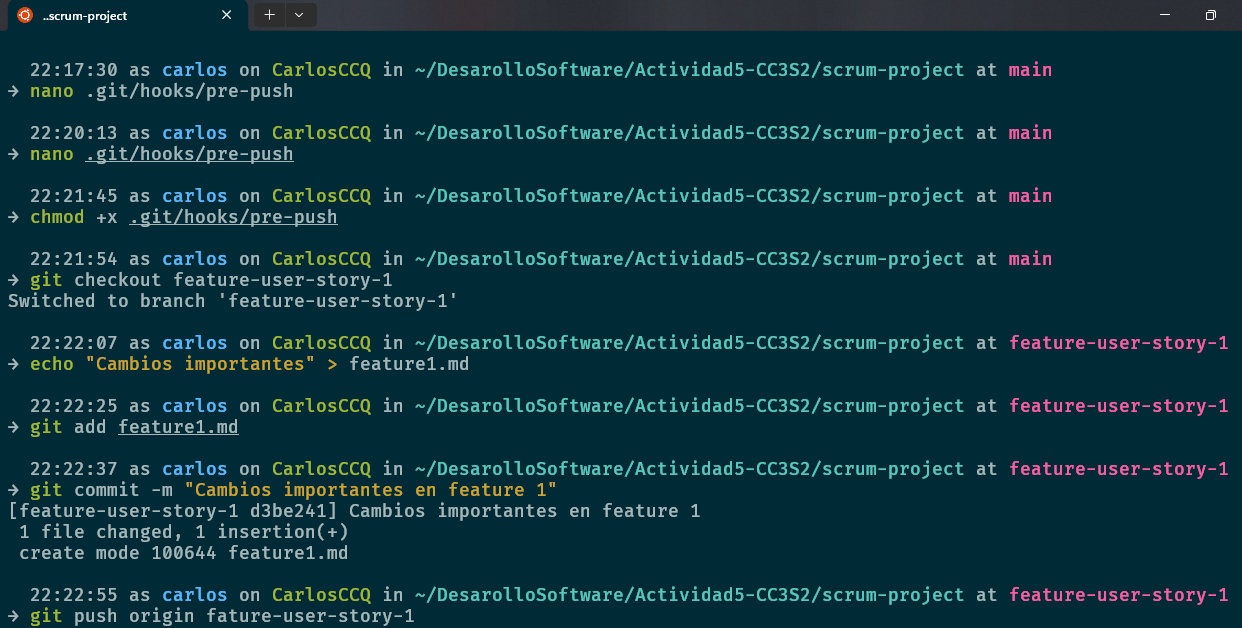 ..scrum-project
22:17:30 as carlos on CarlosCCQ in ~/DesarolloSoftware/Actividad5-CC3S2/scrum-project at main
→ nano .git/hooks/pre-push
22:20:13 as carlos on CarlosCCQ in ~/DesarolloSoftware/Actividad5-CC3S2/scrum-project at main
→ nano .git/hooks/pre-push
22:21:45 as carlos on CarlosCCQ in ~/DesarolloSoftware/Actividad5-CC3S2/scrum-project at main
→ chmod +x .git/hooks/pre-push
22:21:54 as carlos on CarlosCCQ in ~/DesarolloSoftware/Actividad5-CC3S2/scrum-project at main
→ git checkout feature-user-story-1
Switched to branch 'feature-user-story-1'
22:22:07 as carlos on CarlosCCQ in ~/DesarolloSoftware/Actividad5-CC3S2/scrum-project at feature-user-story-1
→ echo "Cambios importantes" > feature1.md
22:22:25 as carlos on CarlosCCQ in ~/DesarolloSoftware/Actividad5-CC3S2/scrum-project at feature-user-story-1
→ git add feature1.md
22:22:37 as carlos on CarlosCCQ in ~/DesarolloSoftware/Actividad5-CC3S2/scrum-project at feature-user-story-1
→ git commit -m "Cambios importantes en feature 1"
[feature-user-story-1 d3be241] Cambios importantes en feature 1
1 file changed, 1 insertion(+)
create mode 100644 feature1.md
22:22:55 as carlos on CarlosCCQ in ~/DesarolloSoftware/Actividad5-CC3S2/scrum-project at feature-user-story-1
→ git push origin fature-user-story-1